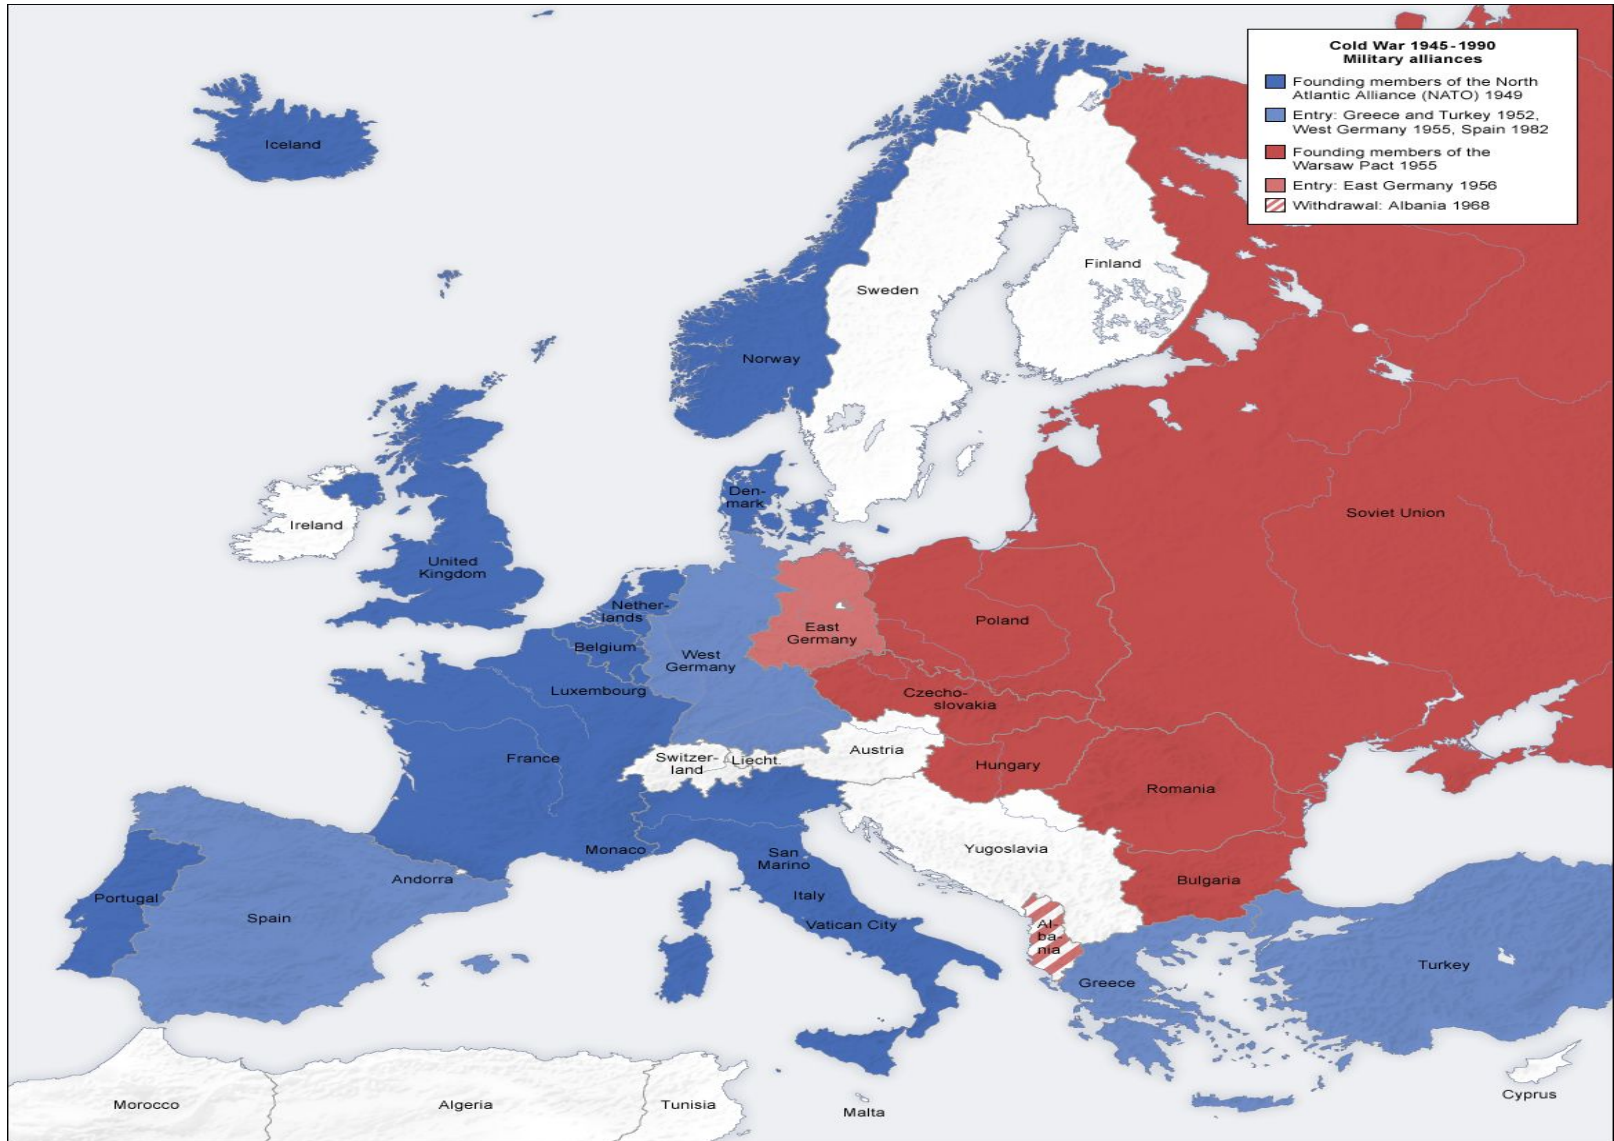 Cold War 1945-1990
Military alliances
Founding members of the North
Atlantic Alliance (NATO) 1949
Entry: Greece and Turkey 1952,
West Germany 1955, Spain 1982
Founding members of the
Warsaw Pact 1955
Entry: East Germany 1956
Withdrawal: Albania 1968
Iceland
Finland
Sweden
Norway
Den-
mark
Soviet Union
Ireland
United
Kingdom
Nether-
lands
Belgium
Luxembourg
West
Germany
East
Germany
Poland
Czecho-
slovakia
France
Switzer-
land
Liecht.
Austria
Hungary
Romania
Monaco
San
Marino
Yugoslavia
Andorra
Bulgaria
Portugal
Spain
Italy
Vatican City
Al-
ba-
nia
Greece
Turkey
Morocco
Algeria
Tunisia
Malta
Cyprus